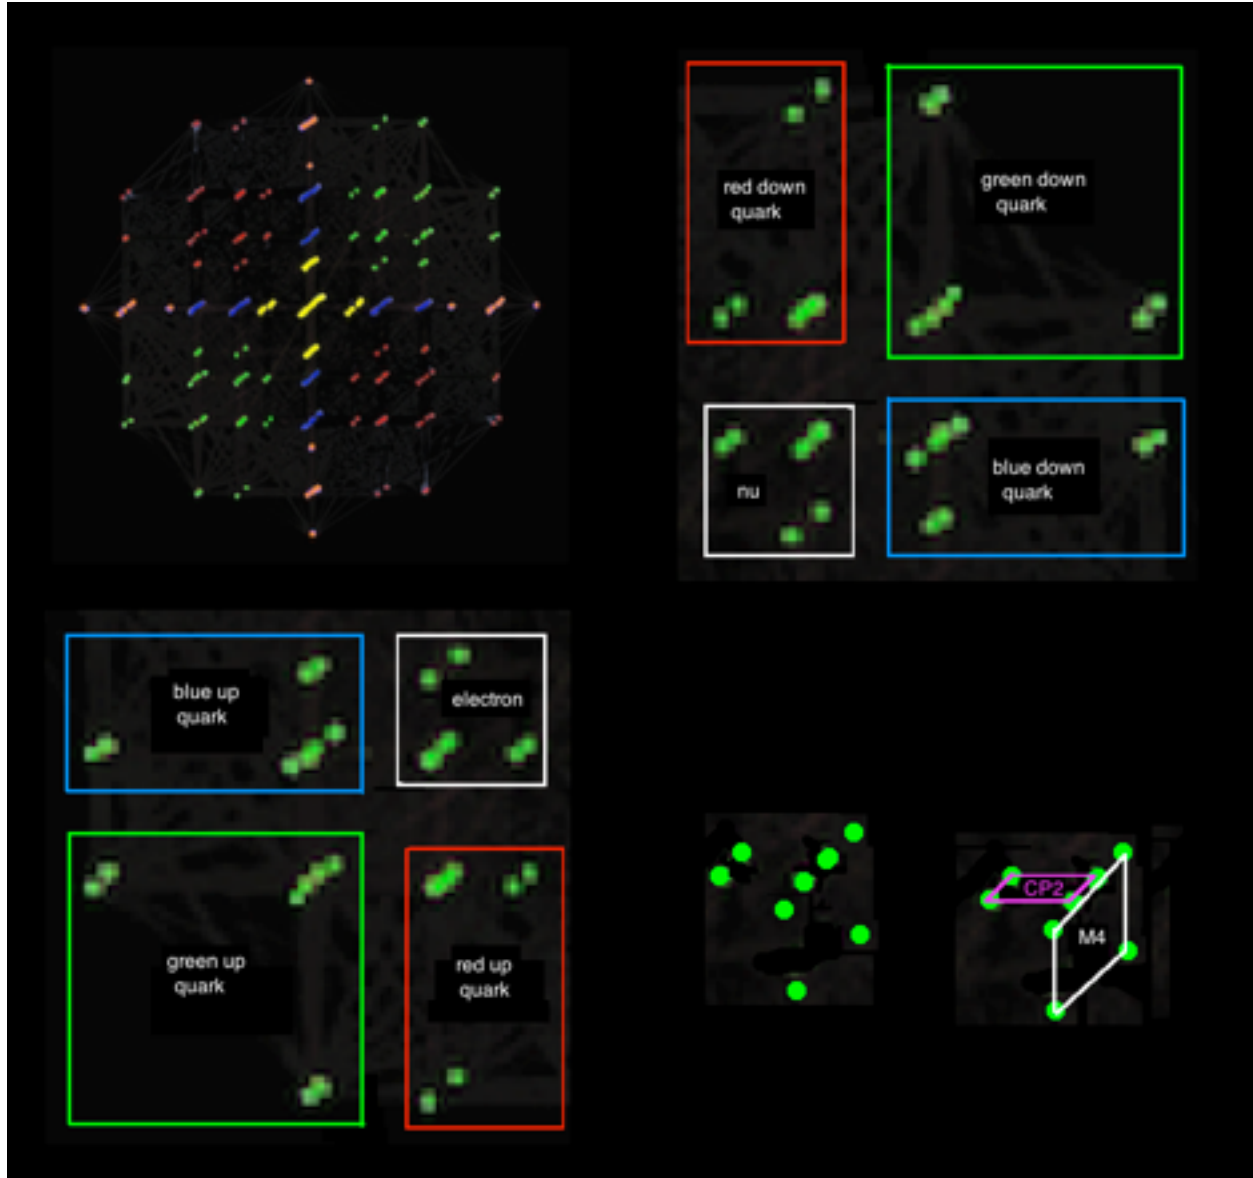 red down
quark
green down
quark
nu
blue down
quark
blue up
quark
electron
green up
quark
red up
quark
CP2
M4